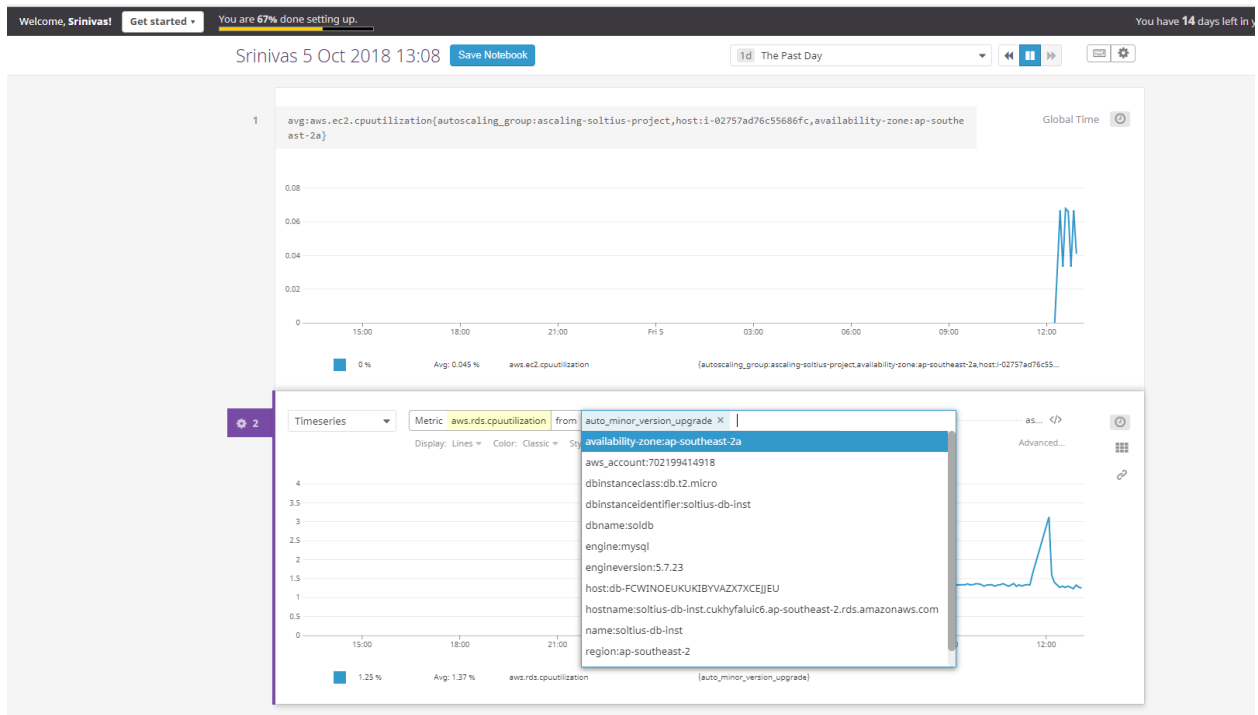 Welcome, Srinivas! Get started You are 67% done setting up. You have 14 days left in y
Srinivas 5 Oct 2018 13:08 Save Notebook 1d The Past Day
1 avg:aws.ec2.cpuutilization{autoscaling_group:ascaling-soltius-project,host:i-02757ad76c55686fc,availability-zone:ap-southe Global Time
ast-2a}
0.08
0.06
0.04
0.02
0
15:00 18:00 21:00 Fri 5 03:00 06:00 09:00 12:00
0 % Avg: 0.045 % aws.ec2.cpuutilization {autoscaling_group:ascaling-soltius-project,availability-zone:ap-southeast-2a,host:i-02757ad76c55...
2 Timeseries Metric aws.rds.cpuutilization from auto_minor_version_upgrade × as... </>
Display: Lines Color: Classic Sty Advanced...
availability-zone:ap-southeast-2a
aws_account:702199414918
dbinstanceclass:db.t2.micro
dbinstanceidentifier:soltius-db-inst
dbname:soldb
engine:mysql
engineversion:5.7.23
host:db-FCWINOEUKUKIBYVAZX7XCEJJEU
hostname:soltius-db-inst.cukhyfaluic6.ap-southeast-2.rds.amazonaws.com
name:soltius-db-inst
region:ap-southeast-2
4
3.5
3
2.5
2
1.5
1
0.5
0
15:00 18:00 21:00 12:00
1.25 % Avg: 1.37 % aws.rds.cpuutilization {auto_minor_version_upgrade}